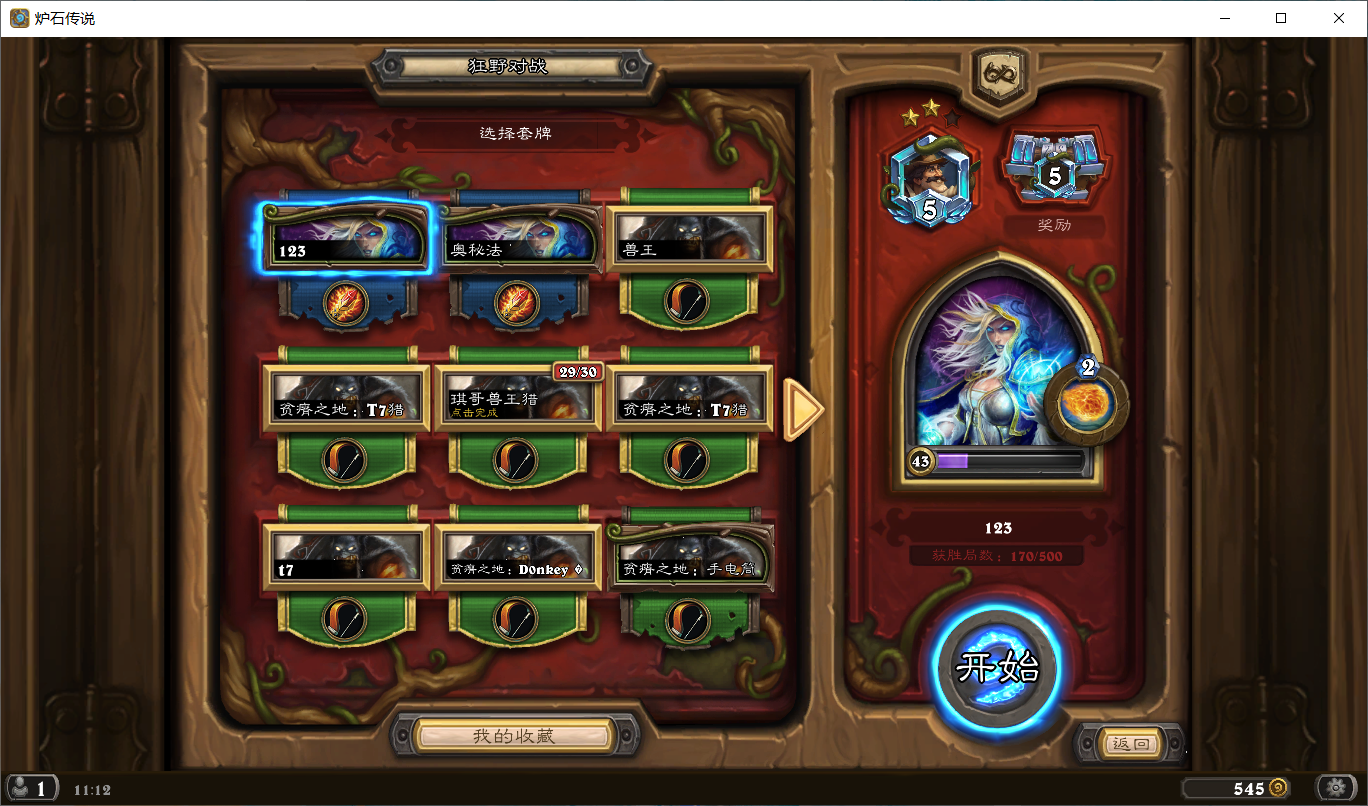 炉石传说
狂野对战
选择套牌
123
奥秘法
兽王
贫瘠之地：T7猎
29/30
琪哥兽王猎
点击完成
贫瘠之地：T7猎
t7
贫瘠之地：D0nkey �
贫瘠之地：手电筒
我的收藏
5
5
奖励
2
43
123
获胜局数：170/500
开始
返回
1
11:12
545